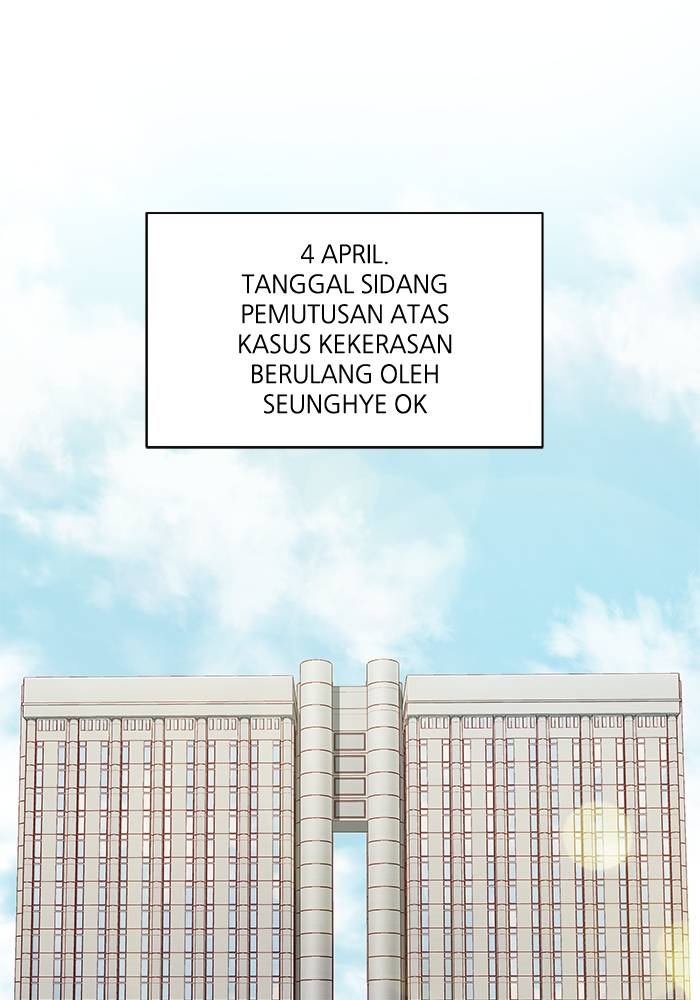 4 APRIL.
TANGGAL SIDANG
PEMUTUSAN ATAS
KASUS KEKERASAN
BERULANG OLEH
SEUNGHYE OK